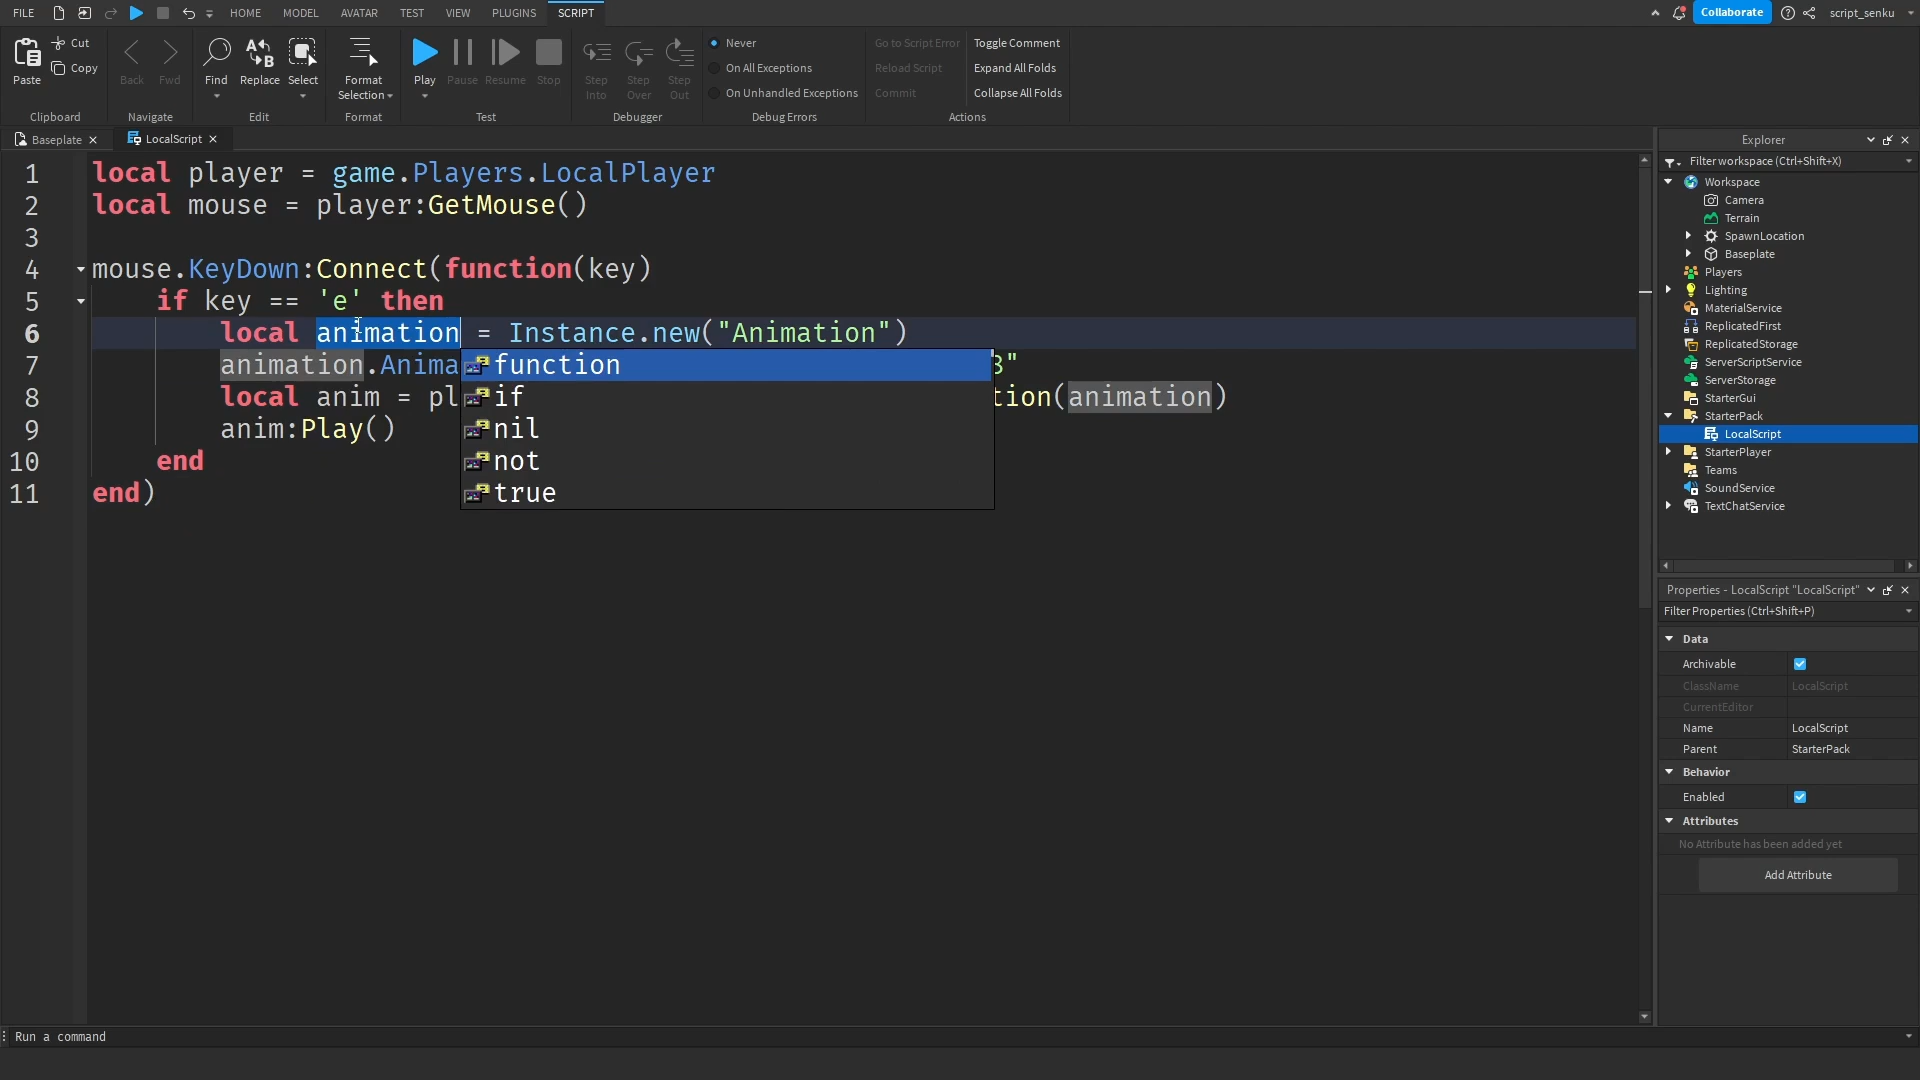 FILE HOME MODEL AVATAR TEST VIEW PLUGINS SCRIPT Collaborate script_senku
Paste Cut Copy
Clipboard
Back Fwd
Navigate
Find Replace Select
Edit
Format Selection
Format
Play Pause Resume Stop
Test
Step Into Step Over Step Out
Debugger
Never
On All Exceptions
On Unhandled Exceptions
Debug Errors
Go to Script Error Toggle Comment
Reload Script Expand All Folds
Commit Collapse All Folds
Actions
Baseplate LocalScript
1 local player = game.Players.LocalPlayer
2 local mouse = player:GetMouse()
3
4 mouse.KeyDown:Connect(function(key)
5 if key == 'e' then
6 local animation = Instance.new("Animation")
7 animation.Anima 3"
8 local anim = pl tion(animation)
9 anim:Play()
10 end
11 end)
function
if
nil
not
true
Explorer
Filter workspace (Ctrl+Shift+X)
Workspace
Camera
Terrain
SpawnLocation
Baseplate
Players
Lighting
MaterialService
ReplicatedFirst
ReplicatedStorage
ServerScriptService
ServerStorage
StarterGui
StarterPack
LocalScript
StarterPlayer
Teams
SoundService
TextChatService
Properties - LocalScript "LocalScript"
Filter Properties (Ctrl+Shift+P)
Data
Archivable
ClassName LocalScript
CurrentEditor
Name LocalScript
Parent StarterPack
Behavior
Enabled
Attributes
No Attribute has been added yet
Add Attribute
Run a command